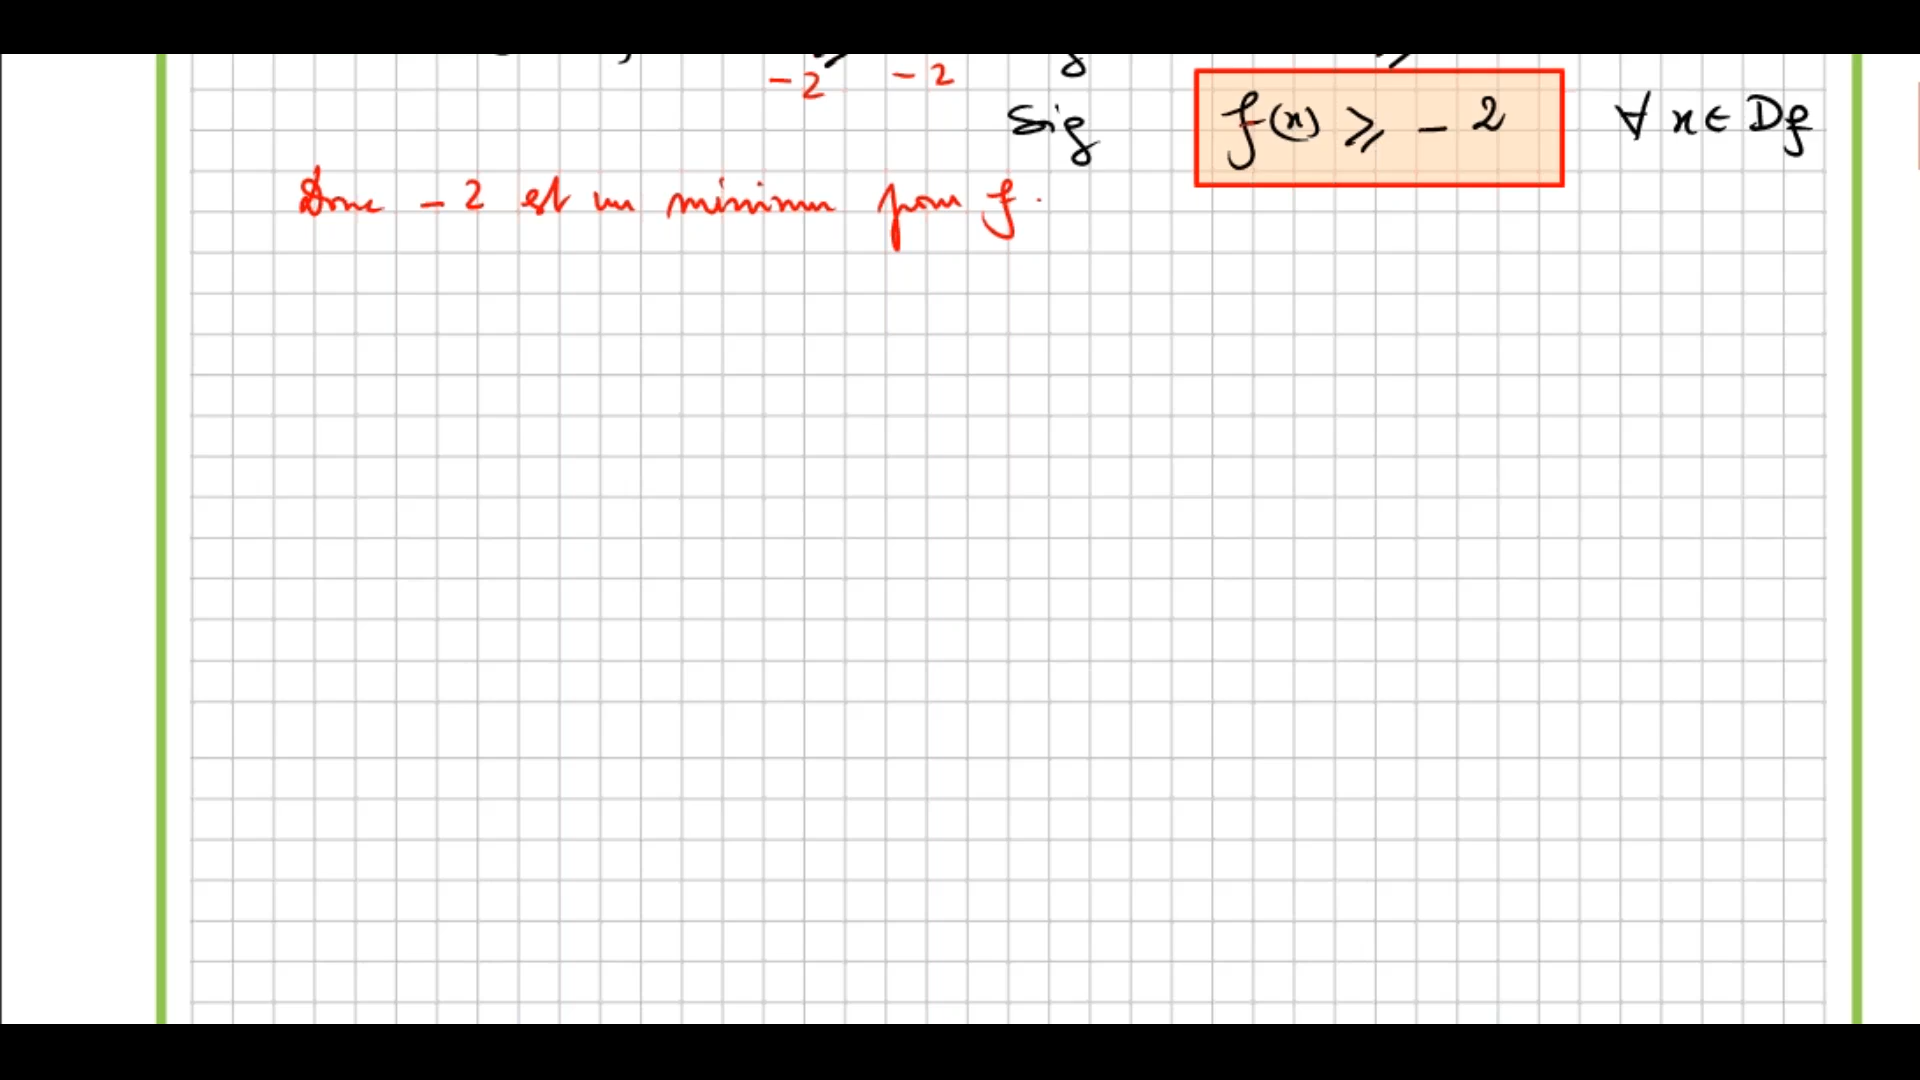 -2 -2
Sig f(x) ⩾ - 2 ∀ x ∈ Df
Donc - 2 est un minimum pour f.